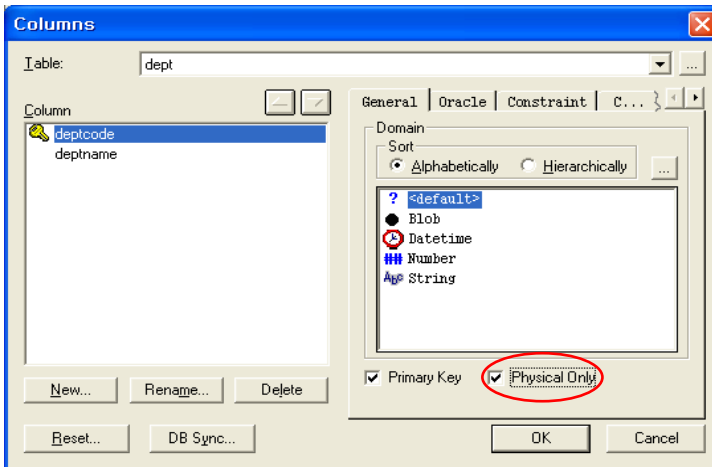 Columns
Table:
dept
...
Column
deptcode
deptname
General
Oracle
Constraint
C...
Domain
Sort
Alphabetically
Hierarchically
...
? <default>
Blob
Datetime
Number
Abc String
Primary Key
Physical Only
New...
Rename...
Delete
Reset...
DB Sync...
OK
Cancel